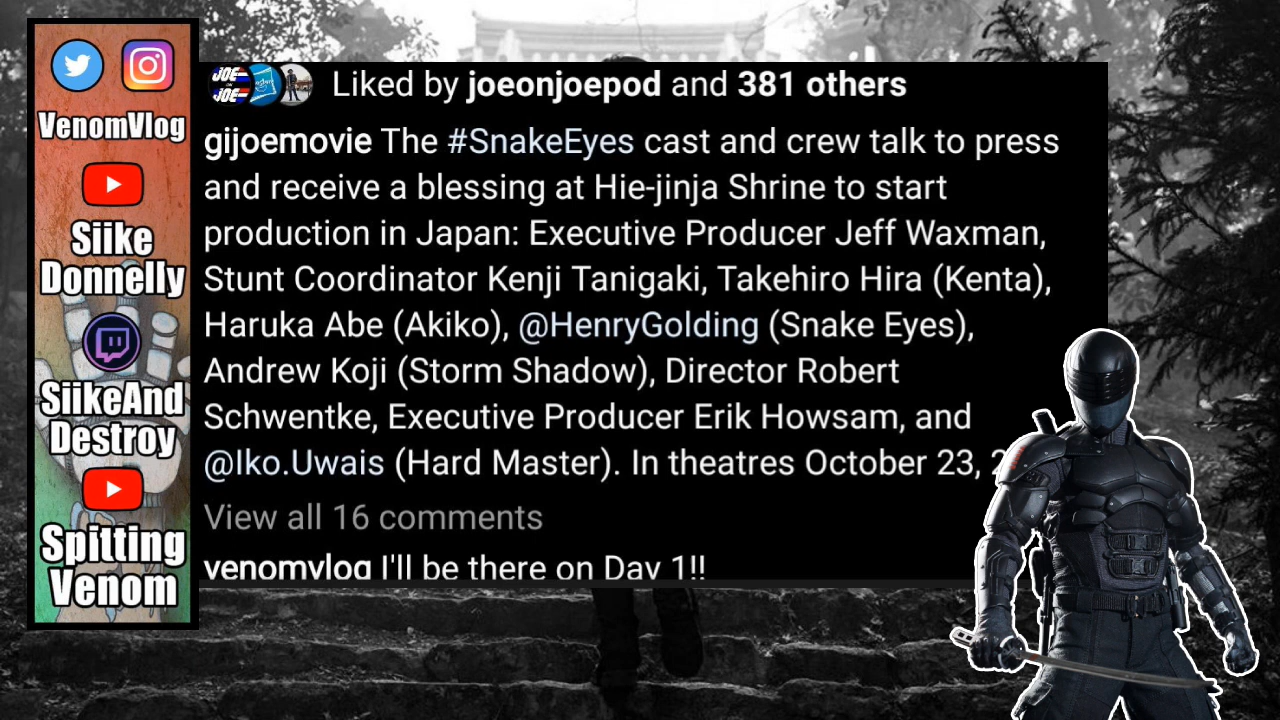 VenomVlog
Siike
Donnelly
SiikeAnd
Destroy
Spitting
Venom
JOE
ON
JOE
Liked by joeonjoepod and 381 others
gijoemovie The #SnakeEyes cast and crew talk to press
and receive a blessing at Hie-jinja Shrine to start
production in Japan: Executive Producer Jeff Waxman,
Stunt Coordinator Kenji Tanigaki, Takehiro Hira (Kenta),
Haruka Abe (Akiko), @HenryGolding (Snake Eyes),
Andrew Koji (Storm Shadow), Director Robert
Schwentke, Executive Producer Erik Howsam, and
@Iko.Uwais (Hard Master). In theatres October 23,
View all 16 comments
venomvlog I'll be there on Day 1!!